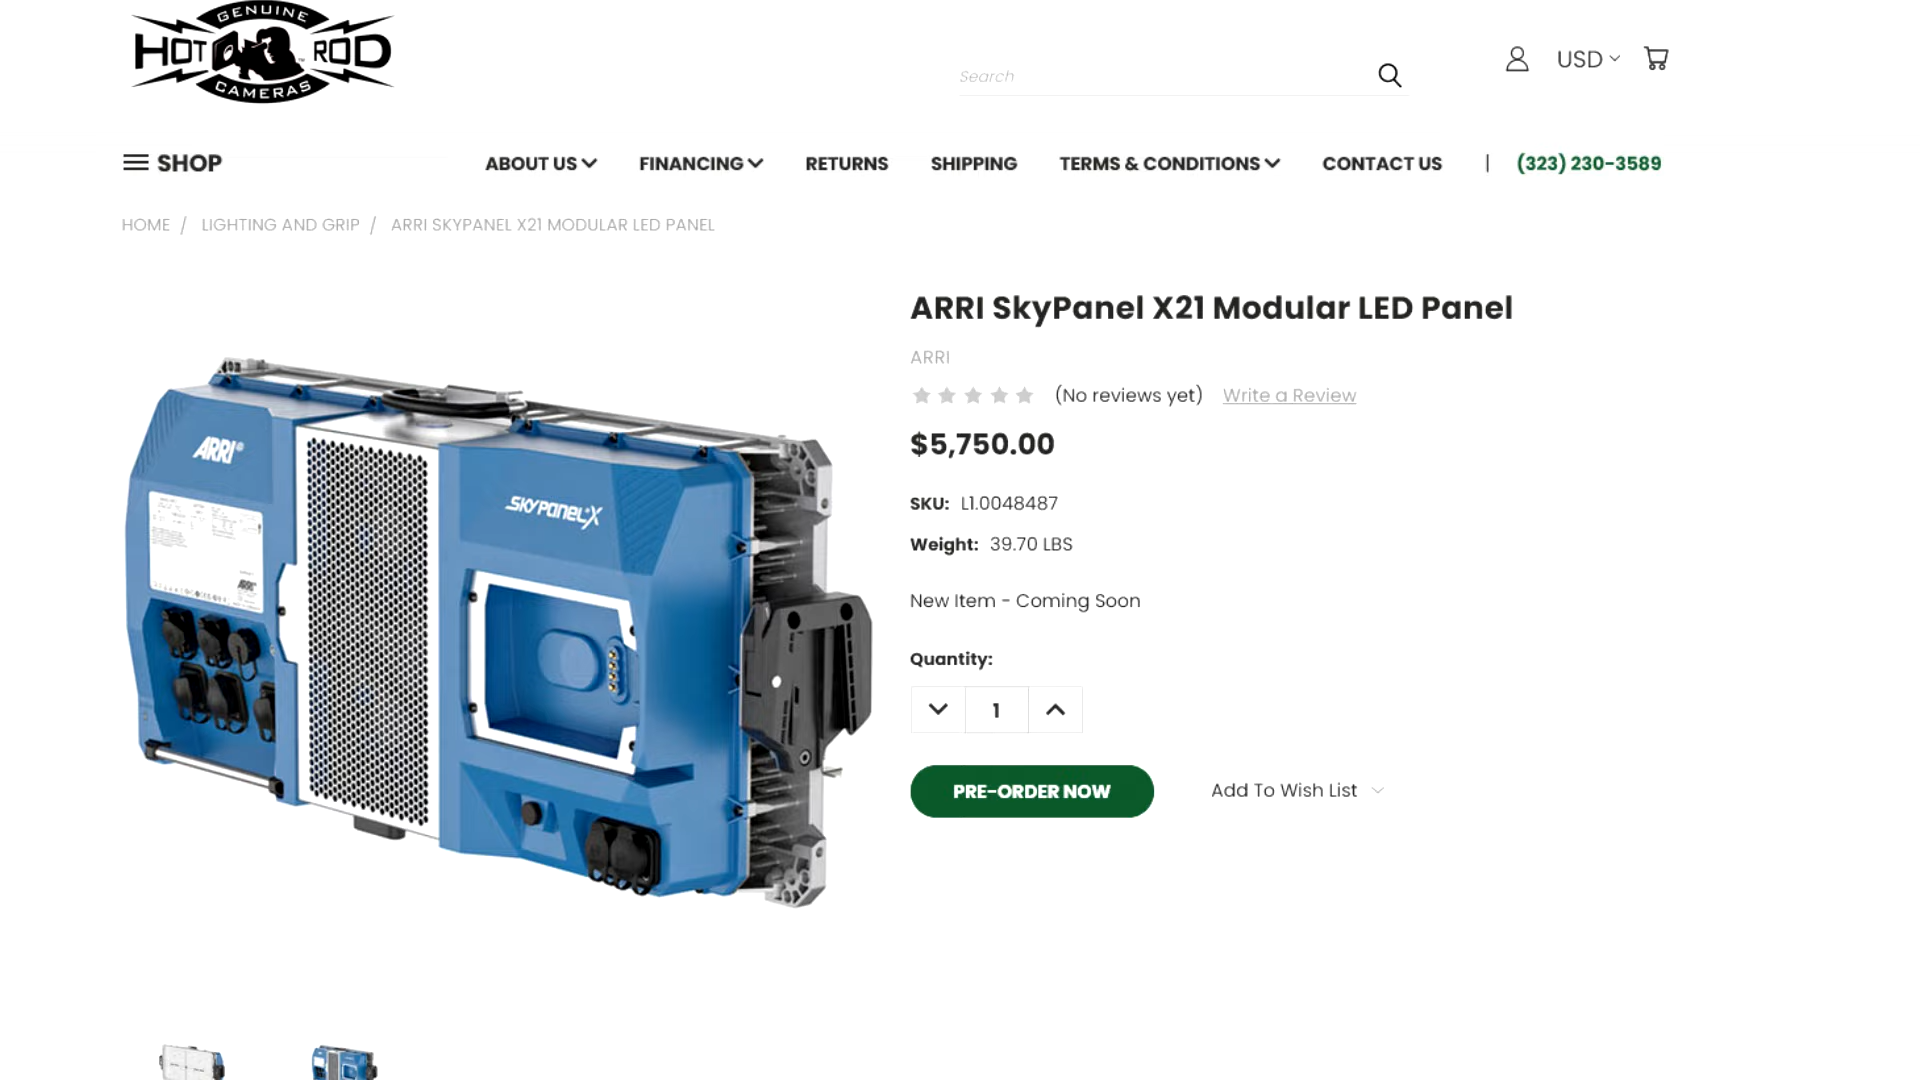 GENUINE
HOT ROD
CAMERAS
Search
USD
SHOP
ABOUT US
FINANCING
RETURNS
SHIPPING
TERMS & CONDITIONS
CONTACT US
|
(323) 230-3589
HOME / LIGHTING AND GRIP / ARRI SKYPANEL X21 MODULAR LED PANEL
ARRI SkyPanel X21 Modular LED Panel
ARRI
(No reviews yet) Write a Review
$5,750.00
SKU: L1.0048487
Weight: 39.70 LBS
New Item - Coming Soon
Quantity:
1
PRE-ORDER NOW
Add To Wish List
ARRI®
SKYPANEL X
ARRI